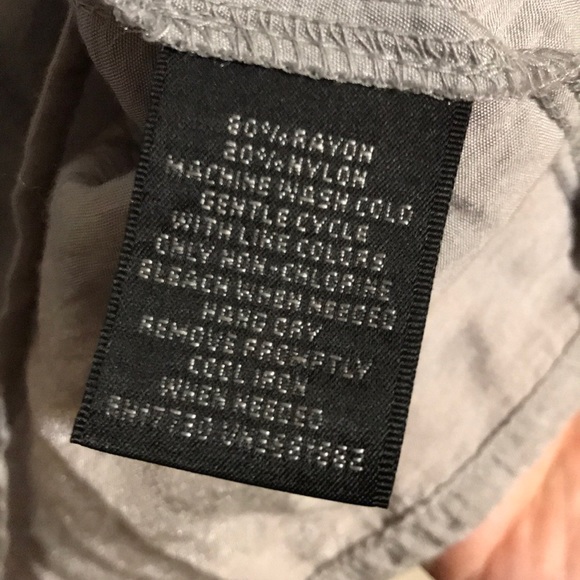 80% RAYON
20% NYLON
MACHINE WASH COLD
GENTLE CYCLE
WITH LIKE COLORS
ONLY NON-CHLORINE
BLEACH WHEN NEEDED
HANG DRY
REMOVE PROMPTLY
COOL IRON
WHEN NEEDED